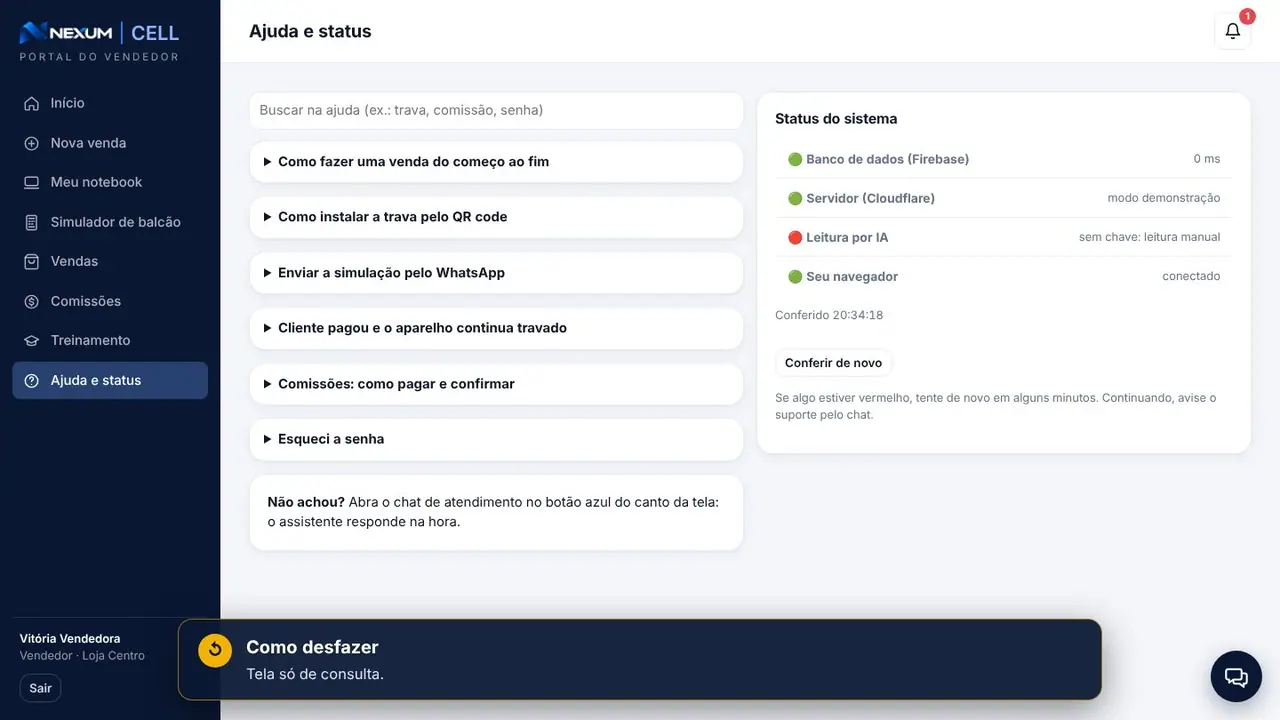 NEXUM | CELL
PORTAL DO VENDEDOR
Início
Nova venda
Meu notebook
Simulador de balcão
Vendas
Comissões
Treinamento
Ajuda e status
Vitória Vendedora
Vendedor · Loja Centro
Sair
Ajuda e status
1
Buscar na ajuda (ex.: trava, comissão, senha)
Como fazer uma venda do começo ao fim
Como instalar a trava pelo QR code
Enviar a simulação pelo WhatsApp
Cliente pagou e o aparelho continua travado
Comissões: como pagar e confirmar
Esqueci a senha
Não achou? Abra o chat de atendimento no botão azul do canto da tela:
o assistente responde na hora.
Status do sistema
Banco de dados (Firebase) 0 ms
Servidor (Cloudflare) modo demonstração
Leitura por IA sem chave: leitura manual
Seu navegador conectado
Conferido 20:34:18
Conferir de novo
Se algo estiver vermelho, tente de novo em alguns minutos. Continuando, avise o
suporte pelo chat.
Como desfazer
Tela só de consulta.